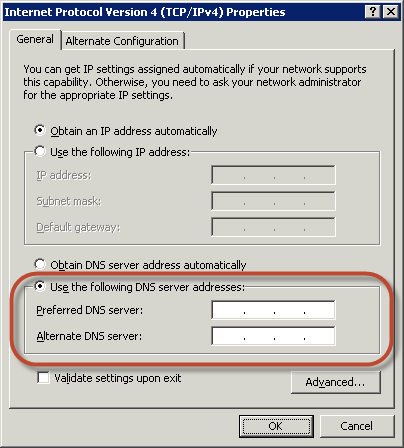 Internet Protocol Version 4 (TCP/IPv4) Properties
General
Alternate Configuration
You can get IP settings assigned automatically if your network supports
this capability. Otherwise, you need to ask your network administrator
for the appropriate IP settings.
Obtain an IP address automatically
Use the following IP address:
IP address:
Subnet mask:
Default gateway:
Obtain DNS server address automatically
Use the following DNS server addresses:
Preferred DNS server:
Alternate DNS server:
Validate settings upon exit
Advanced...
OK
Cancel